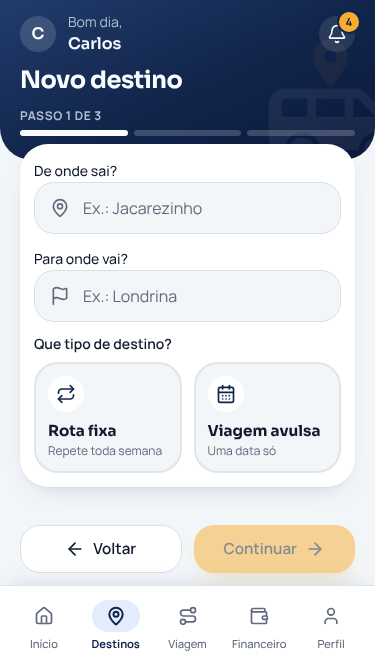 C
Bom dia,
Carlos
4
Novo destino
PASSO 1 DE 3
De onde sai?
Ex.: Jacarezinho
Para onde vai?
Ex.: Londrina
Que tipo de destino?
Rota fixa
Repete toda semana
Viagem avulsa
Uma data só
Voltar
Continuar
Início
Destinos
Viagem
Financeiro
Perfil